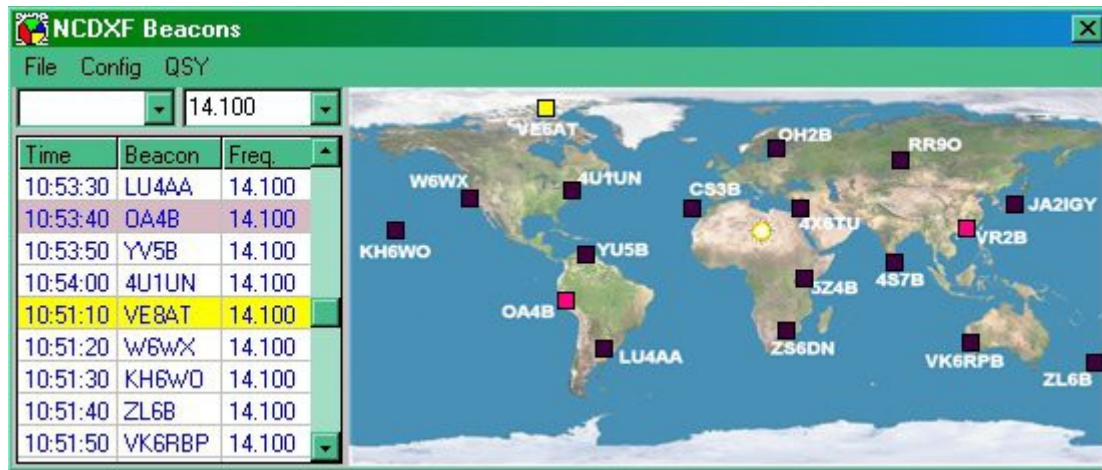 NCDXF Beacons
File Config QSY
14.100
Time Beacon Freq.
10:53:30 LU4AA 14.100
10:53:40 OA4B 14.100
10:53:50 YV5B 14.100
10:54:00 4U1UN 14.100
10:51:10 VE8AT 14.100
10:51:20 W6WX 14.100
10:51:30 KH6WO 14.100
10:51:40 ZL6B 14.100
10:51:50 VK6RBP 14.100
VE8AT
OH2B
RR9O
W6WX
4U1UN
CS3B
4X6TU
JA2IGY
KH6WO
YU5B
VR2B
5Z4B
4S7B
OA4B
LU4AA
ZS6DN
VK6RPB
ZL6B